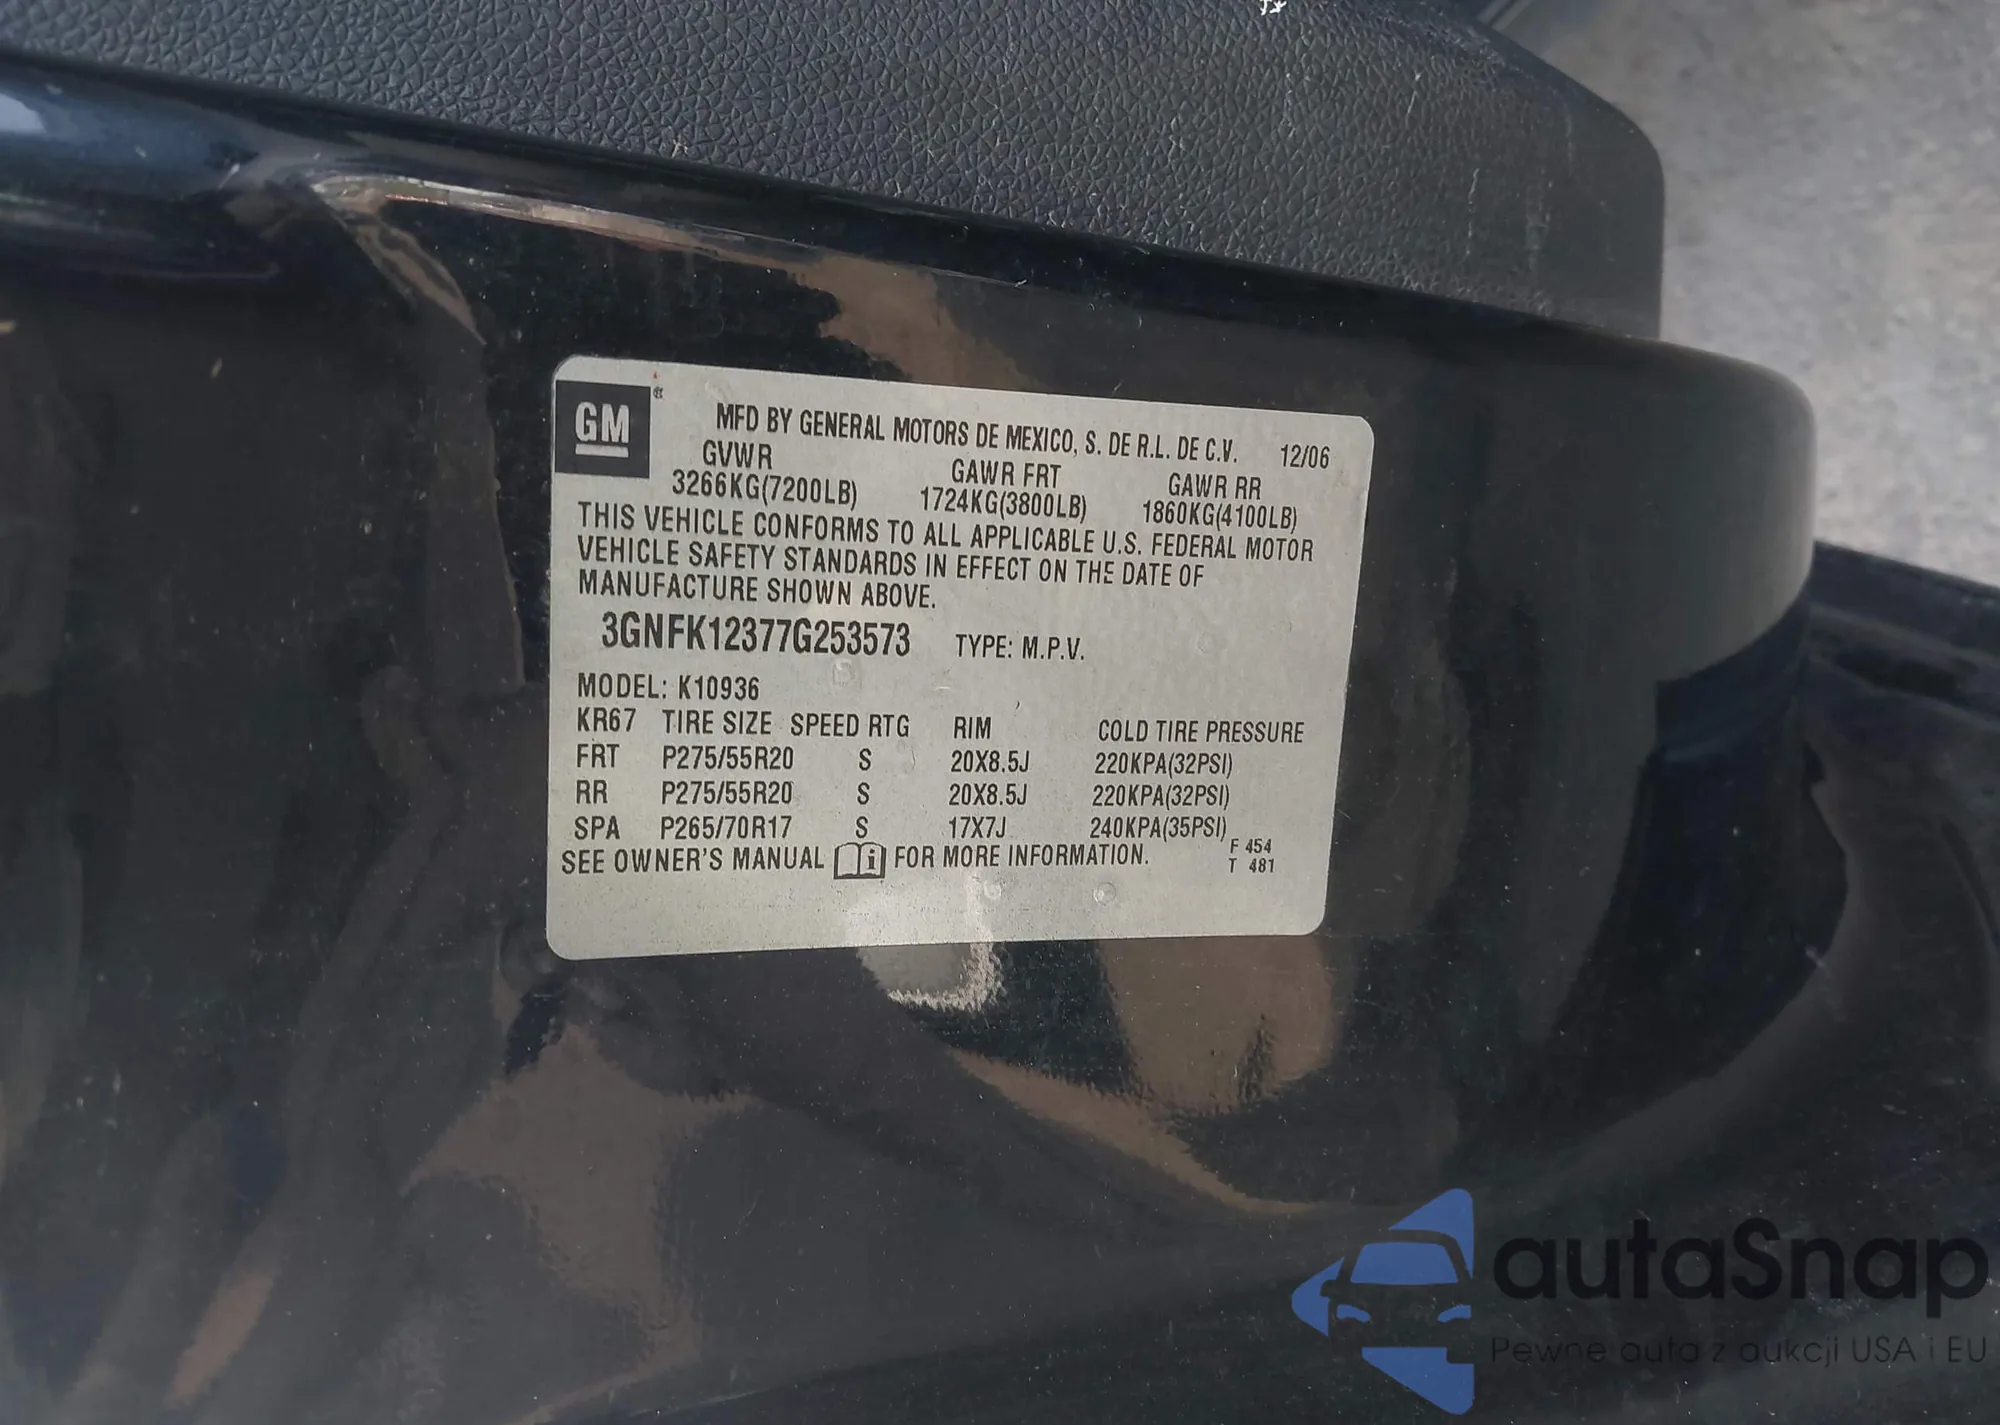 GM ®
MFD BY GENERAL MOTORS DE MEXICO, S. DE R.L. DE C.V. 12/06
GVWR GAWR FRT GAWR RR
3266KG(7200LB) 1724KG(3800LB) 1860KG(4100LB)
THIS VEHICLE CONFORMS TO ALL APPLICABLE U.S. FEDERAL MOTOR
VEHICLE SAFETY STANDARDS IN EFFECT ON THE DATE OF
MANUFACTURE SHOWN ABOVE.
3GNFK12377G253573 TYPE: M.P.V.
MODEL: K10936
KR67 TIRE SIZE SPEED RTG RIM COLD TIRE PRESSURE
FRT P275/55R20 S 20X8.5J 220KPA(32PSI)
RR P275/55R20 S 20X8.5J 220KPA(32PSI)
SPA P265/70R17 S 17X7J 240KPA(35PSI)
F 454
SEE OWNER'S MANUAL i FOR MORE INFORMATION.
T 481
autaSnap
Pewne auta z aukcji USA i EU